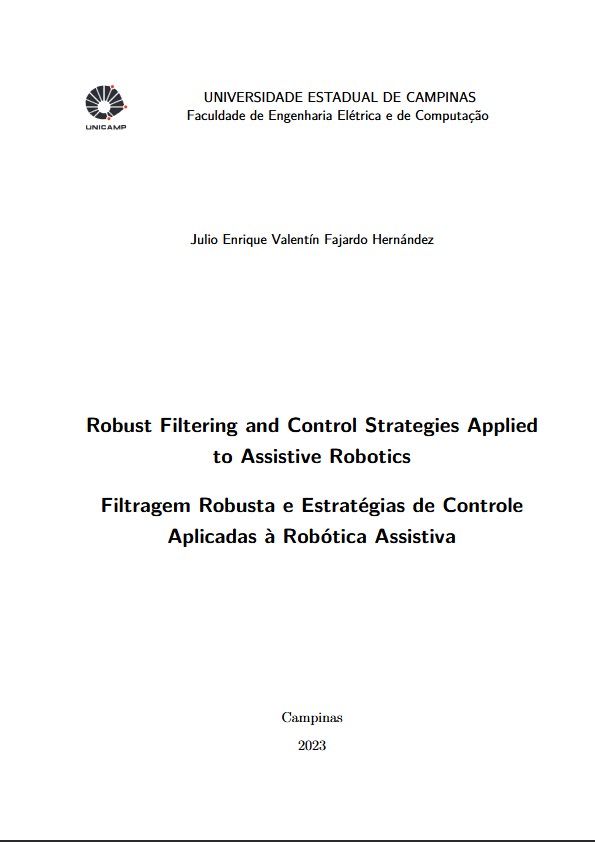 UNICAMP
UNIVERSIDADE ESTADUAL DE CAMPINAS
Faculdade de Engenharia Elétrica e de Computação
Julio Enrique Valentín Fajardo Hernández
Robust Filtering and Control Strategies Applied
to Assistive Robotics
Filtragem Robusta e Estratégias de Controle
Aplicadas à Robótica Assistiva
Campinas
2023